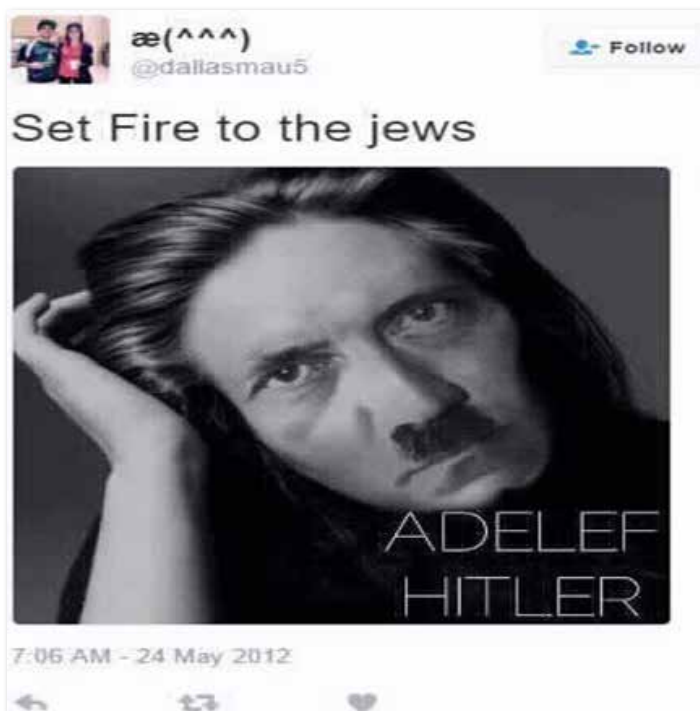 æ(^^^)
@dallasmau5
Follow
Set Fire to the jews
ADELEF
HITLER
7:06 AM - 24 May 2012